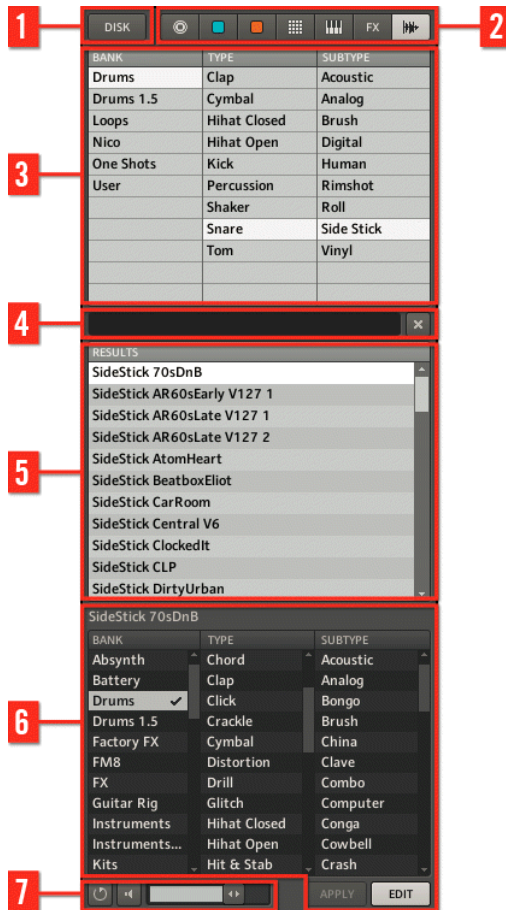 1
DISK
FX
2
3
BANK TYPE SUBTYPE
Drums Clap Acoustic
Drums 1.5 Cymbal Analog
Loops Hihat Closed Brush
Nico Hihat Open Digital
One Shots Kick Human
User Percussion Rimshot
Shaker Roll
Snare Side Stick
Tom Vinyl
4
5
RESULTS
SideStick 70sDnB
SideStick AR60sEarly V127 1
SideStick AR60sLate V127 1
SideStick AR60sLate V127 2
SideStick AtomHeart
SideStick BeatboxEliot
SideStick CarRoom
SideStick Central V6
SideStick ClockedIt
SideStick CLP
SideStick DirtyUrban
6
SideStick 70sDnB
BANK TYPE SUBTYPE
Absynth Chord Acoustic
Battery Clap Analog
Drums Click Bongo
Drums 1.5 Crackle Brush
Factory FX Cymbal China
FM8 Distortion Clave
FX Drill Combo
Guitar Rig Glitch Computer
Instruments Hihat Closed Conga
Instruments... Hihat Open Cowbell
Kits Hit & Stab Crash
7
APPLY EDIT